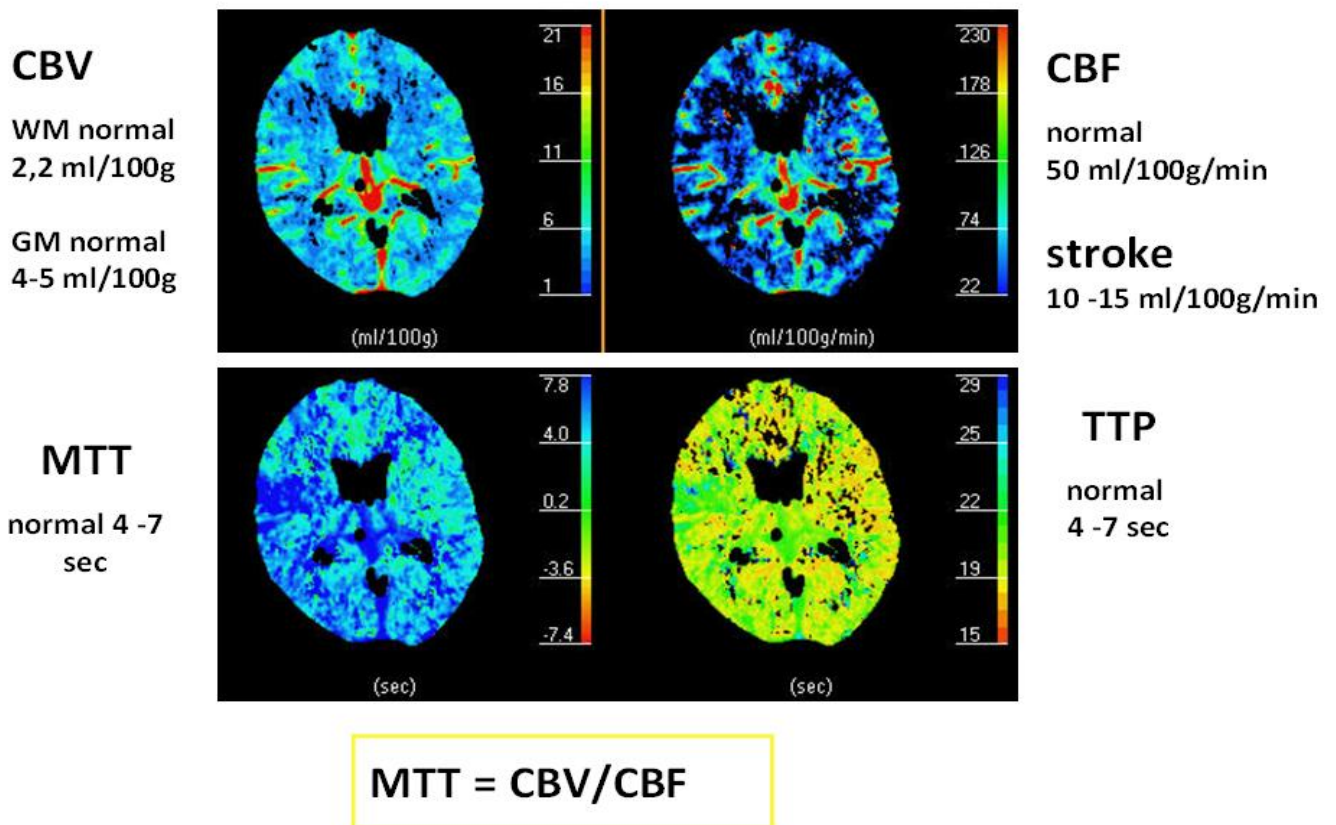 CBV
WM normal
2,2 ml/100g
GM normal
4-5 ml/100g
21
16
11
6
1
(ml/100g)
230
178
126
74
22
(ml/100g/min)
CBF
normal
50 ml/100g/min
stroke
10 -15 ml/100g/min
MTT
normal 4 -7
sec
7.8
4.0
0.2
-3.6
-7.4
(sec)
29
25
22
19
15
(sec)
TTP
normal
4 -7 sec
MTT = CBV/CBF